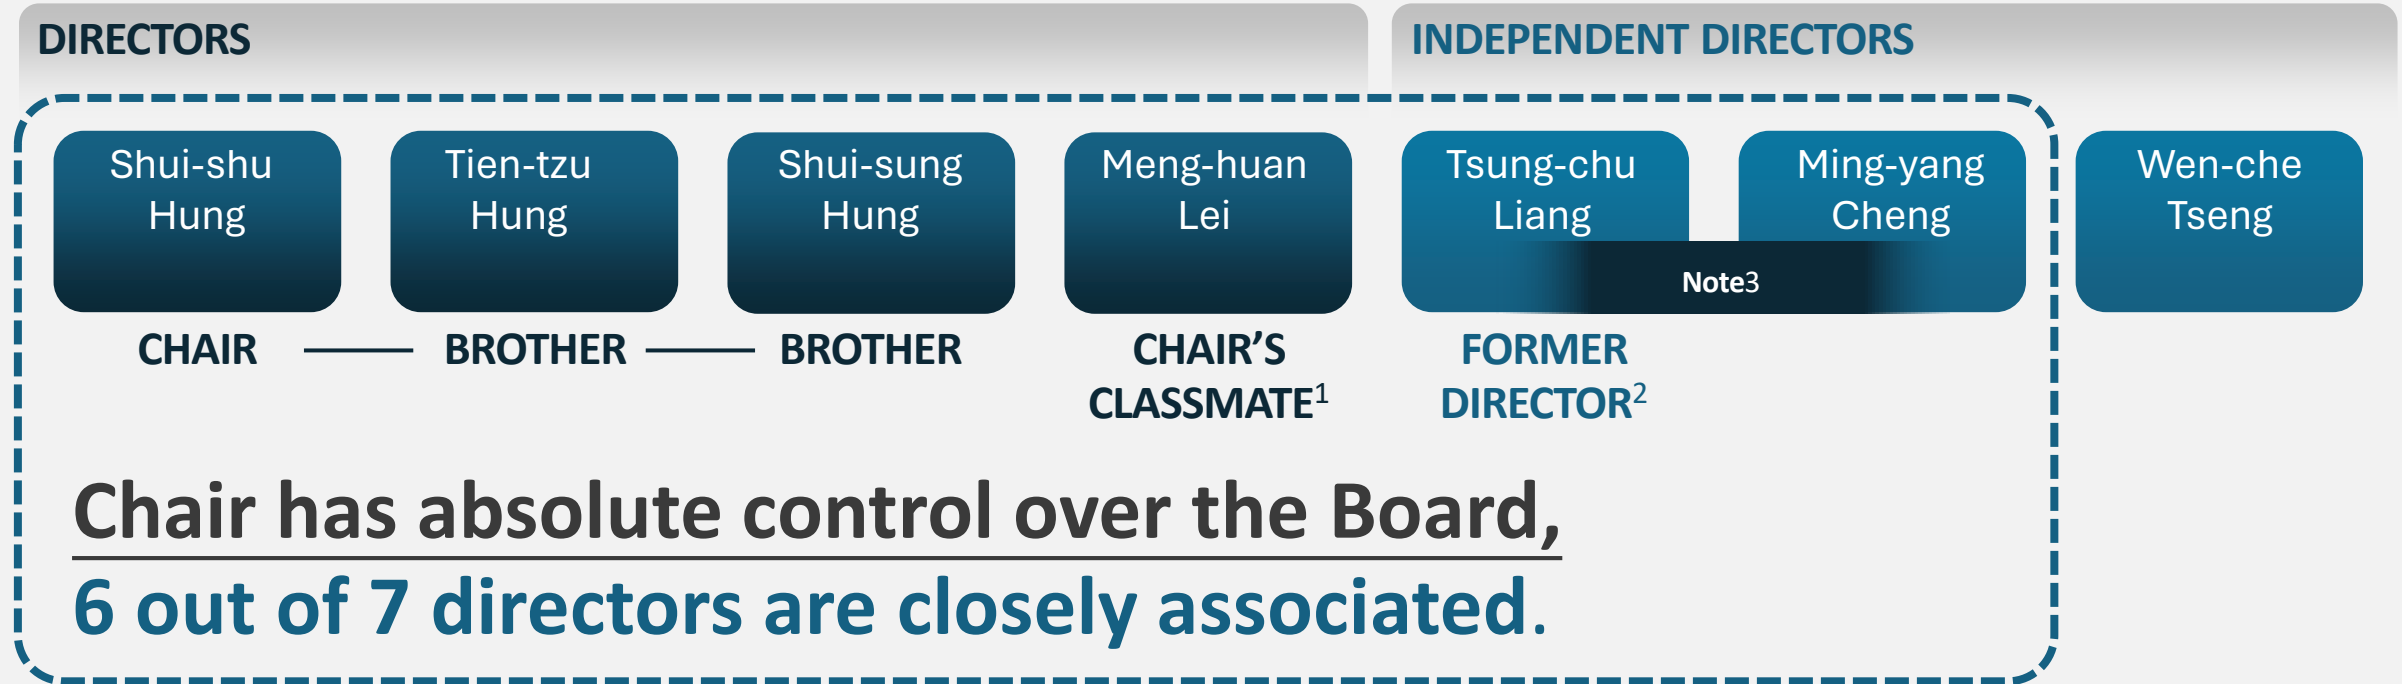 DIRECTORS
INDEPENDENT DIRECTORS
Shui-shu
Hung
Tien-tzu
Hung
Shui-sung
Hung
Meng-huan
Lei
Tsung-chu
Liang
Ming-yang
Cheng
Wen-che
Tseng
Note3
CHAIR
BROTHER
BROTHER
CHAIR'S
CLASSMATE1
FORMER
DIRECTOR2
Chair has absolute control over the Board,
6 out of 7 directors are closely associated.